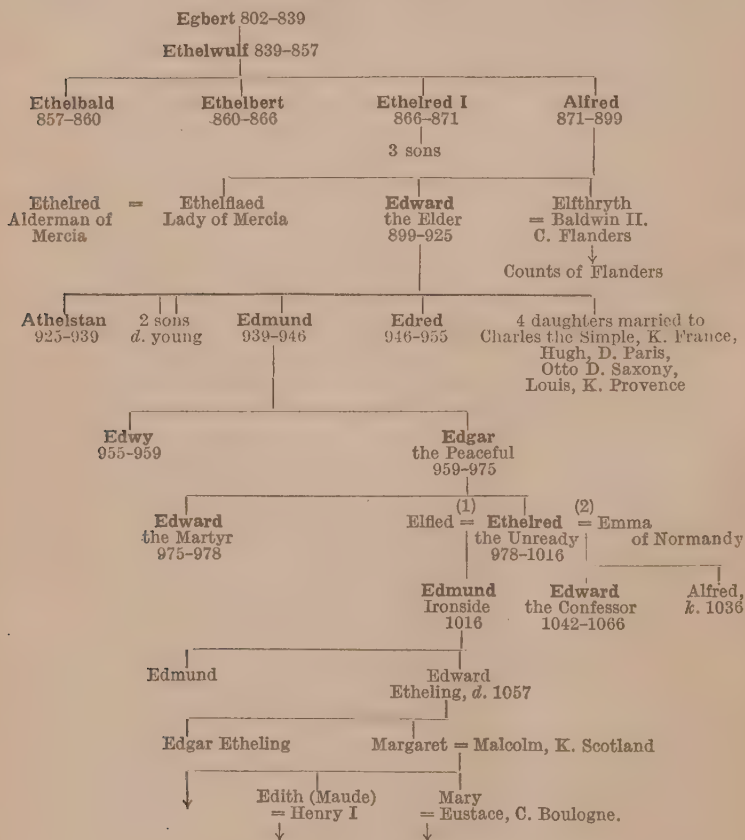 Egbert 802–839
Ethelwulf 839–857
Ethelbald
857–860
Ethelbert
860–866
Ethelred I
866–871
3 sons
Alfred
871–899
Ethelred
Alderman of
Mercia
=
Ethelflaed
Lady of Mercia
Edward
the Elder
899–925
Elfthryth
= Baldwin II.
C. Flanders
Counts of Flanders
Athelstan
925–939
2 sons
d. young
Edmund
939–946
Edred
946–955
4 daughters married to
Charles the Simple, K. France,
Hugh, D. Paris,
Otto D. Saxony,
Louis, K. Provence
Edwy
955–959
Edgar
the Peaceful
959–975
Edward
the Martyr
975–978
(1) (2)
Elfled = Ethelred = Emma
the Unready of Normandy
978–1016
Edmund
Ironside
1016
Edward
the Confessor
1042–1066
Alfred,
k. 1036
Edmund
Edward
Etheling, d. 1057
Edgar Etheling
Margaret = Malcolm, K. Scotland
Edith (Maude)
= Henry I
Mary
= Eustace, C. Boulogne.